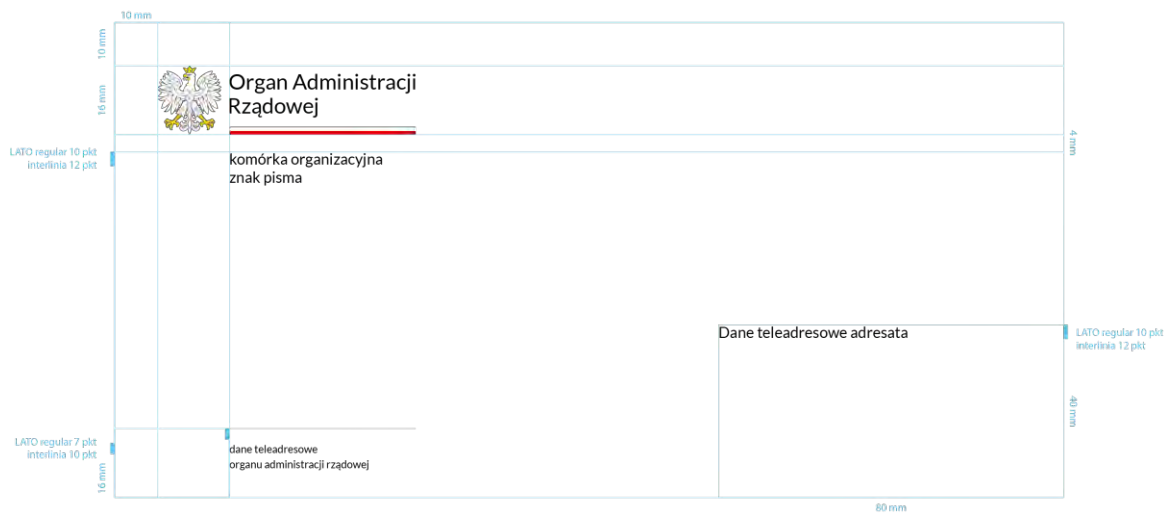 10 mm
10 mm
Organ Administracji
Rządowej
16 mm
4 mm
LATO regular 10 pkt
interlinia 12 pkt
komórka organizacyjna
znak pisma
Dane teleadresowe adresata
LATO regular 10 pkt
interlinia 12 pkt
40 mm
LATO regular 7 pkt
interlinia 10 pkt
dane teleadresowe
organu administracji rządowej
16 mm
80 mm